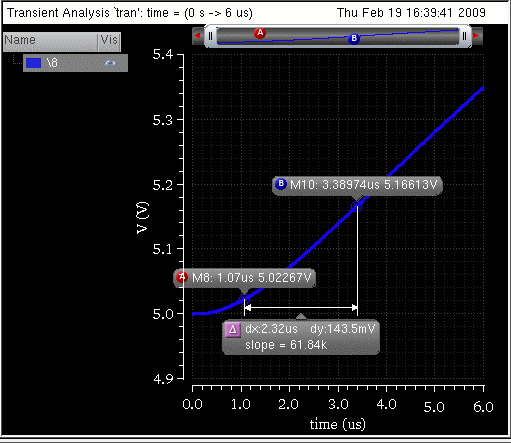 Transient Analysis `tran': time = (0 s -> 6 us) Thu Feb 19 16:39:41 2009
Name Vis
A
B
\8
5.4
5.3
B M10: 3.38974us 5.16613V
5.2
V (V)
5.1
A M8: 1.07us 5.02267V
5.0
Δ dx:2.32us dy:143.5mV
slope = 61.84k
4.9
0.0 1.0 2.0 3.0 4.0 5.0 6.0
time (us)